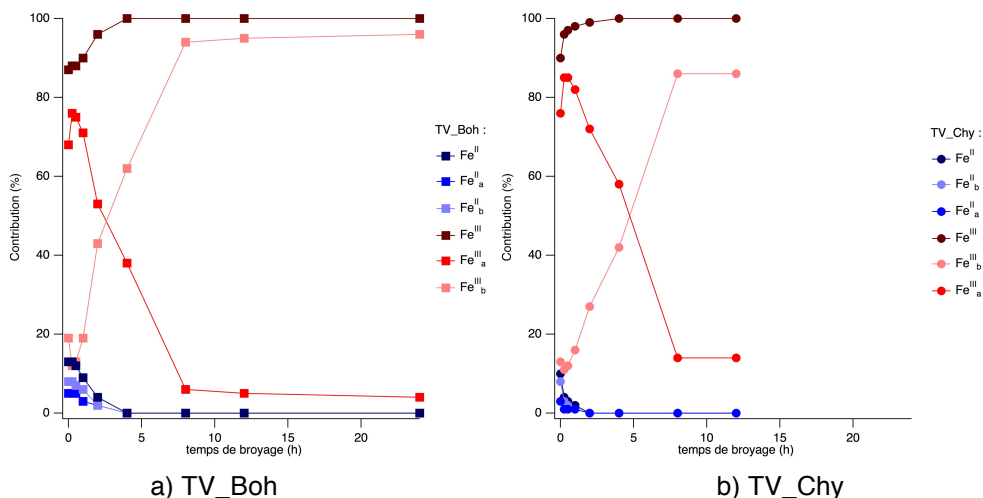 100
80
60
40
20
0
Contribution (%)
0 5 10 15 20
temps de broyage (h)
TV_Boh :
Fe^II
Fe^II_a
Fe^II_b
Fe^III
Fe^III_a
Fe^III_b
a) TV_Boh
100
80
60
40
20
0
Contribution (%)
0 5 10 15 20
temps de broyage (h)
TV_Chy :
Fe^II
Fe^II_b
Fe^II_a
Fe^III
Fe^III_b
Fe^III_a
b) TV_Chy